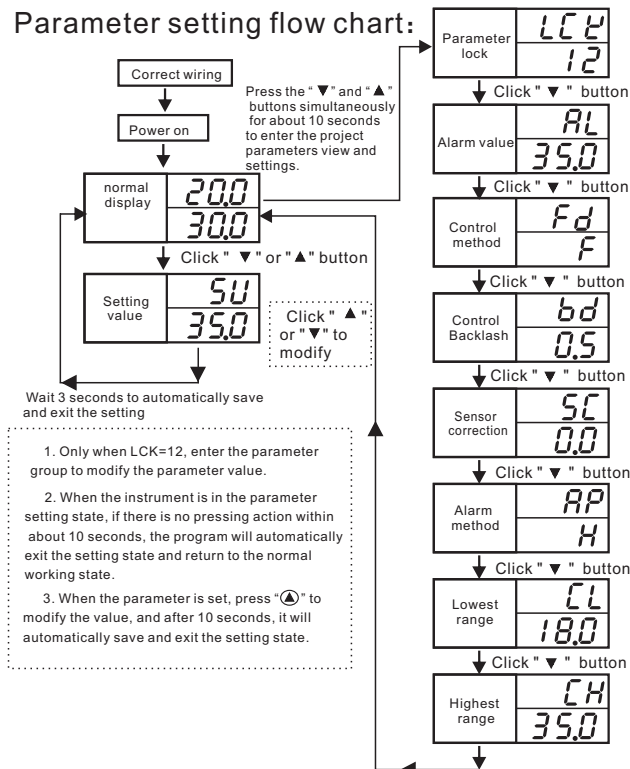 Parameter setting flow chart:
Correct wiring
Power on
normal
display
20.0
30.0
Press the " ▼" and " ▲"
buttons simultaneously
for about 10 seconds
to enter the project
parameters view and
settings.
Click " ▼ " or "▲" button
Setting
value
SU
35.0
Click " ▲ "
or "▼" to
modify
Wait 3 seconds to automatically save
and exit the setting
1. Only when LCK=12, enter the parameter
group to modify the parameter value.
2. When the instrument is in the parameter
setting state, if there is no pressing action within
about 10 seconds, the program will automatically
exit the setting state and return to the normal
working state.
3. When the parameter is set, press "▲" to
modify the value, and after 10 seconds, it will
automatically save and exit the setting state.
Parameter
lock
LCK
12
Click " ▼ " button
Alarm value
AL
35.0
Click " ▼ " button
Control
method
Fd
F
Click " ▼ " button
Control
Backlash
bd
0.5
Click " ▼ " button
Sensor
correction
SC
0.0
Click " ▼ " button
Alarm
method
AP
H
Click " ▼ " button
Lowest
range
CL
18.0
Click " ▼ " button
Highest
range
CH
35.0